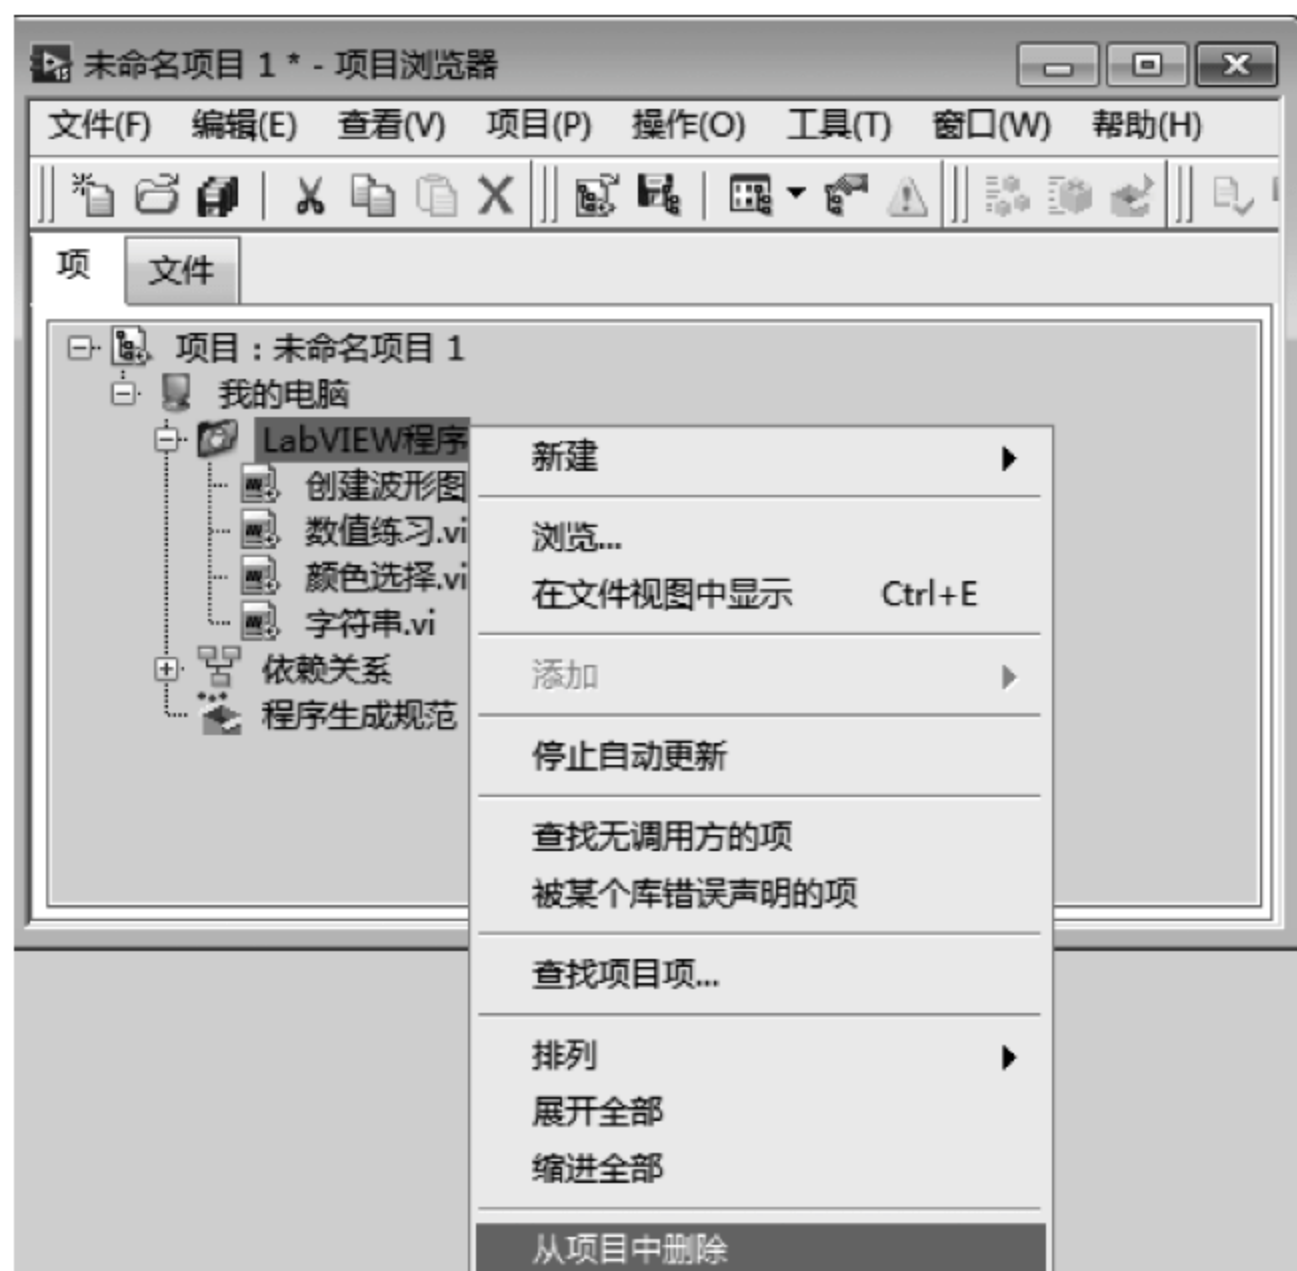 未命名项目 1 * - 项目浏览器
文件(F) 编辑(E) 查看(V) 项目(P) 操作(O) 工具(T) 窗口(W) 帮助(H)
项 文件
项目：未命名项目 1
我的电脑
LabVIEW程序
创建波形图
数值练习.vi
颜色选择.vi
字符串.vi
依赖关系
程序生成规范
新建
浏览...
在文件视图中显示 Ctrl+E
添加
停止自动更新
查找无调用方的项
被某个库错误声明的项
查找项目项...
排列
展开全部
缩进全部
从项目中删除